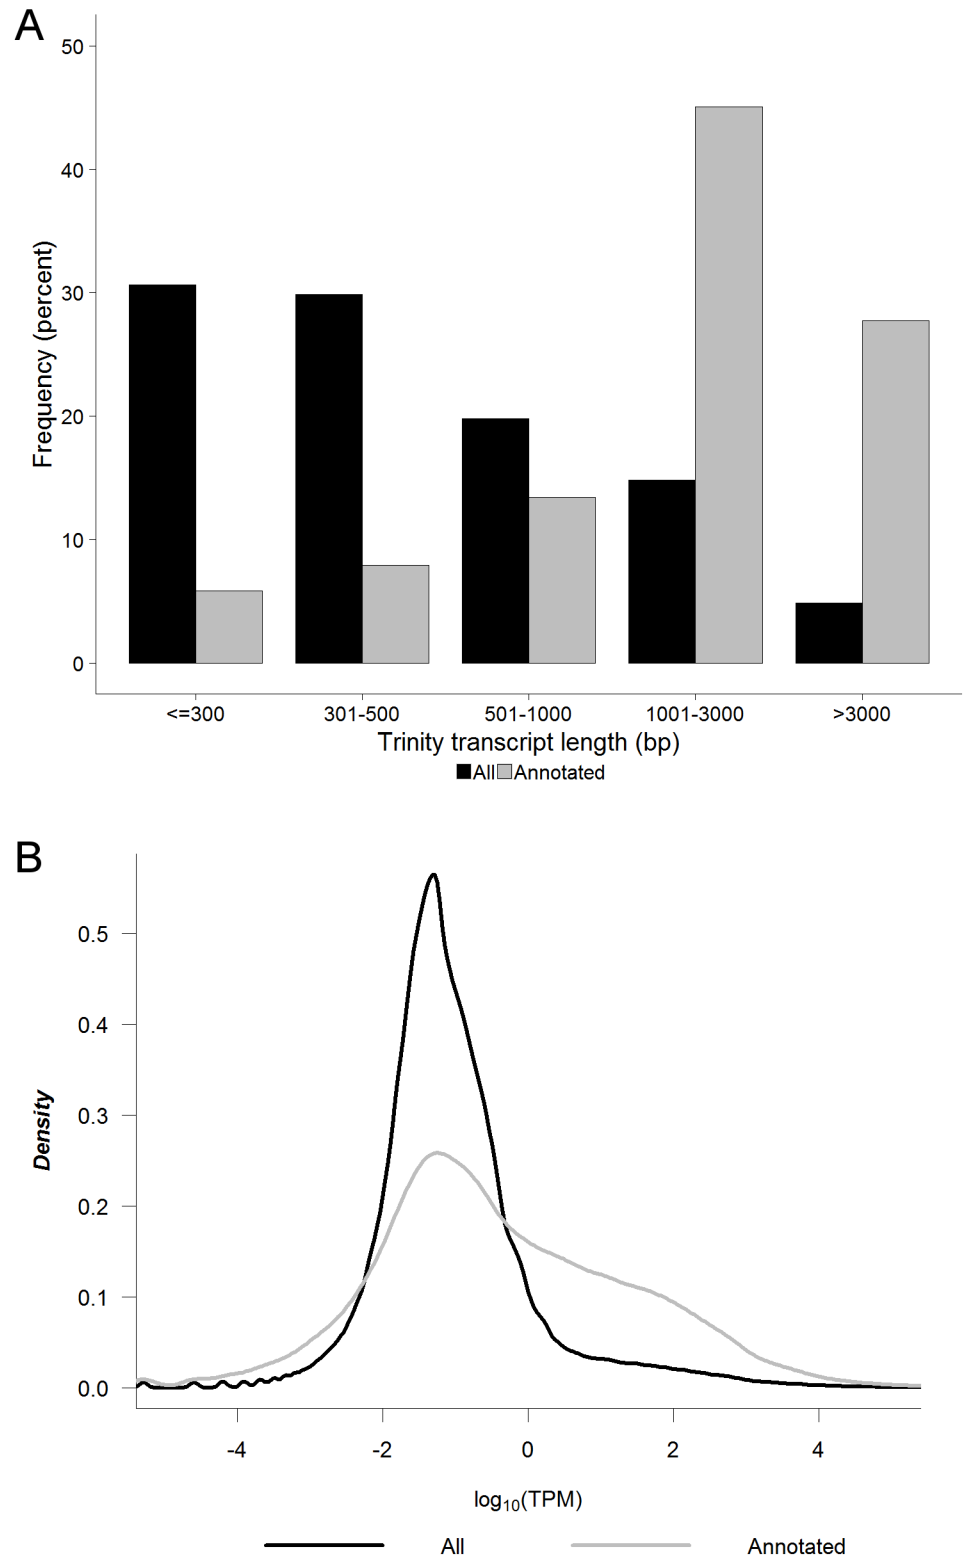 A
50
40
30
20
10
0
Frequency (percent)
<=300 301-500 501-1000 1001-3000 >3000
Trinity transcript length (bp)
All Annotated
B
0.5
0.4
0.3
0.2
0.1
0.0
Density
-4 -2 0 2 4
log₁₀(TPM)
All Annotated